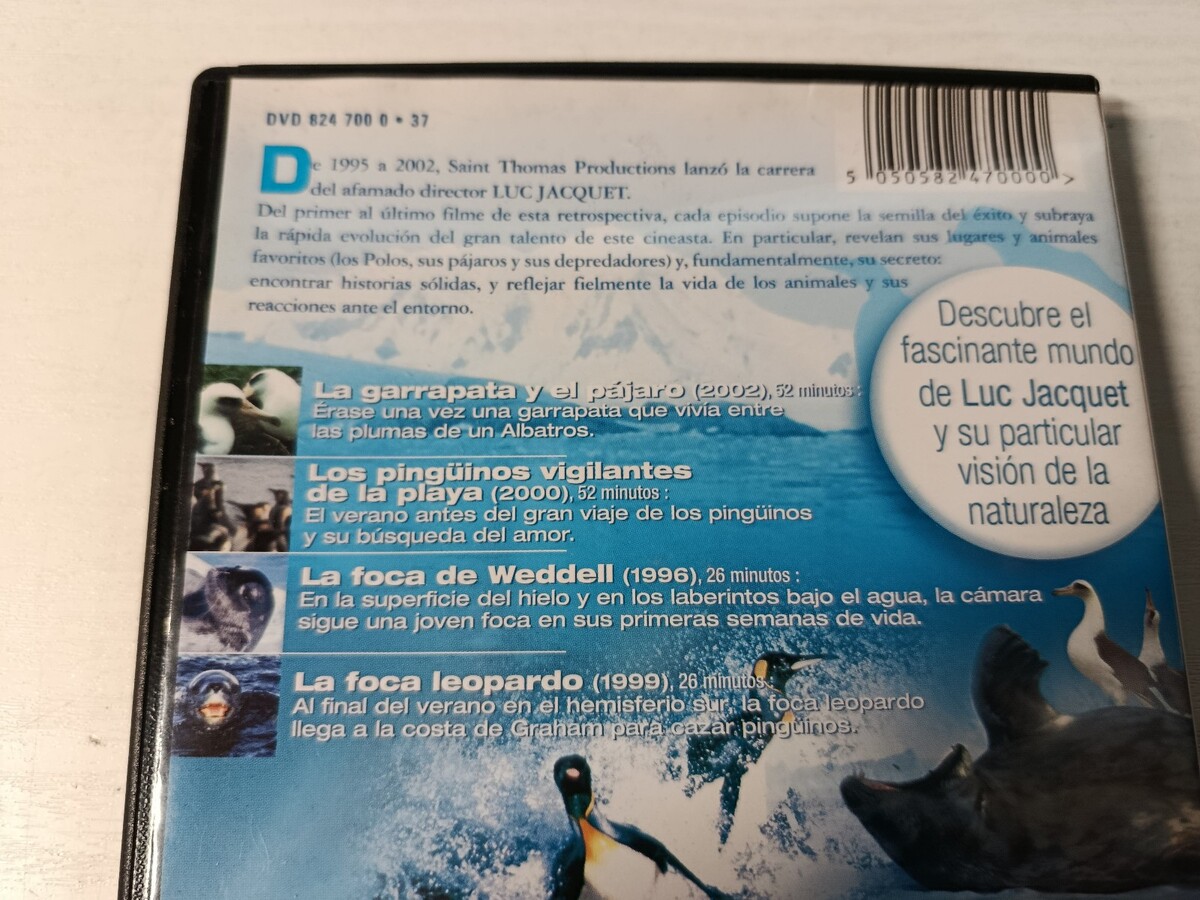 DVD 824 700 0 • 37
5 050582 470000 >
De 1995 a 2002, Saint Thomas Productions lanzó la carrera
del afamado director LUC JACQUET.
Del primer al último filme de esta retrospectiva, cada episodio supone la semilla del éxito y subraya
la rápida evolución del gran talento de este cineasta. En particular, revelan sus lugares y animales
favoritos (los Polos, sus pájaros y sus depredadores) y, fundamentalmente, su secreto:
encontrar historias sólidas, y reflejar fielmente la vida de los animales y sus
reacciones ante el entorno.
Descubre el
fascinante mundo
de Luc Jacquet
y su particular
visión de la
naturaleza
La garrapata y el pájaro (2002), 52 minutos :
Érase una vez una garrapata que vivía entre
las plumas de un Albatros.
Los pingüinos vigilantes
de la playa (2000), 52 minutos :
El verano antes del gran viaje de los pingüinos
y su búsqueda del amor.
La foca de Weddell (1996), 26 minutos :
En la superficie del hielo y en los laberintos bajo el agua, la cámara
sigue una joven foca en sus primeras semanas de vida.
La foca leopardo (1999), 26 minutos :
Al final del verano en el hemisferio sur, la foca leopardo
llega a la costa de Graham para cazar pingüinos.